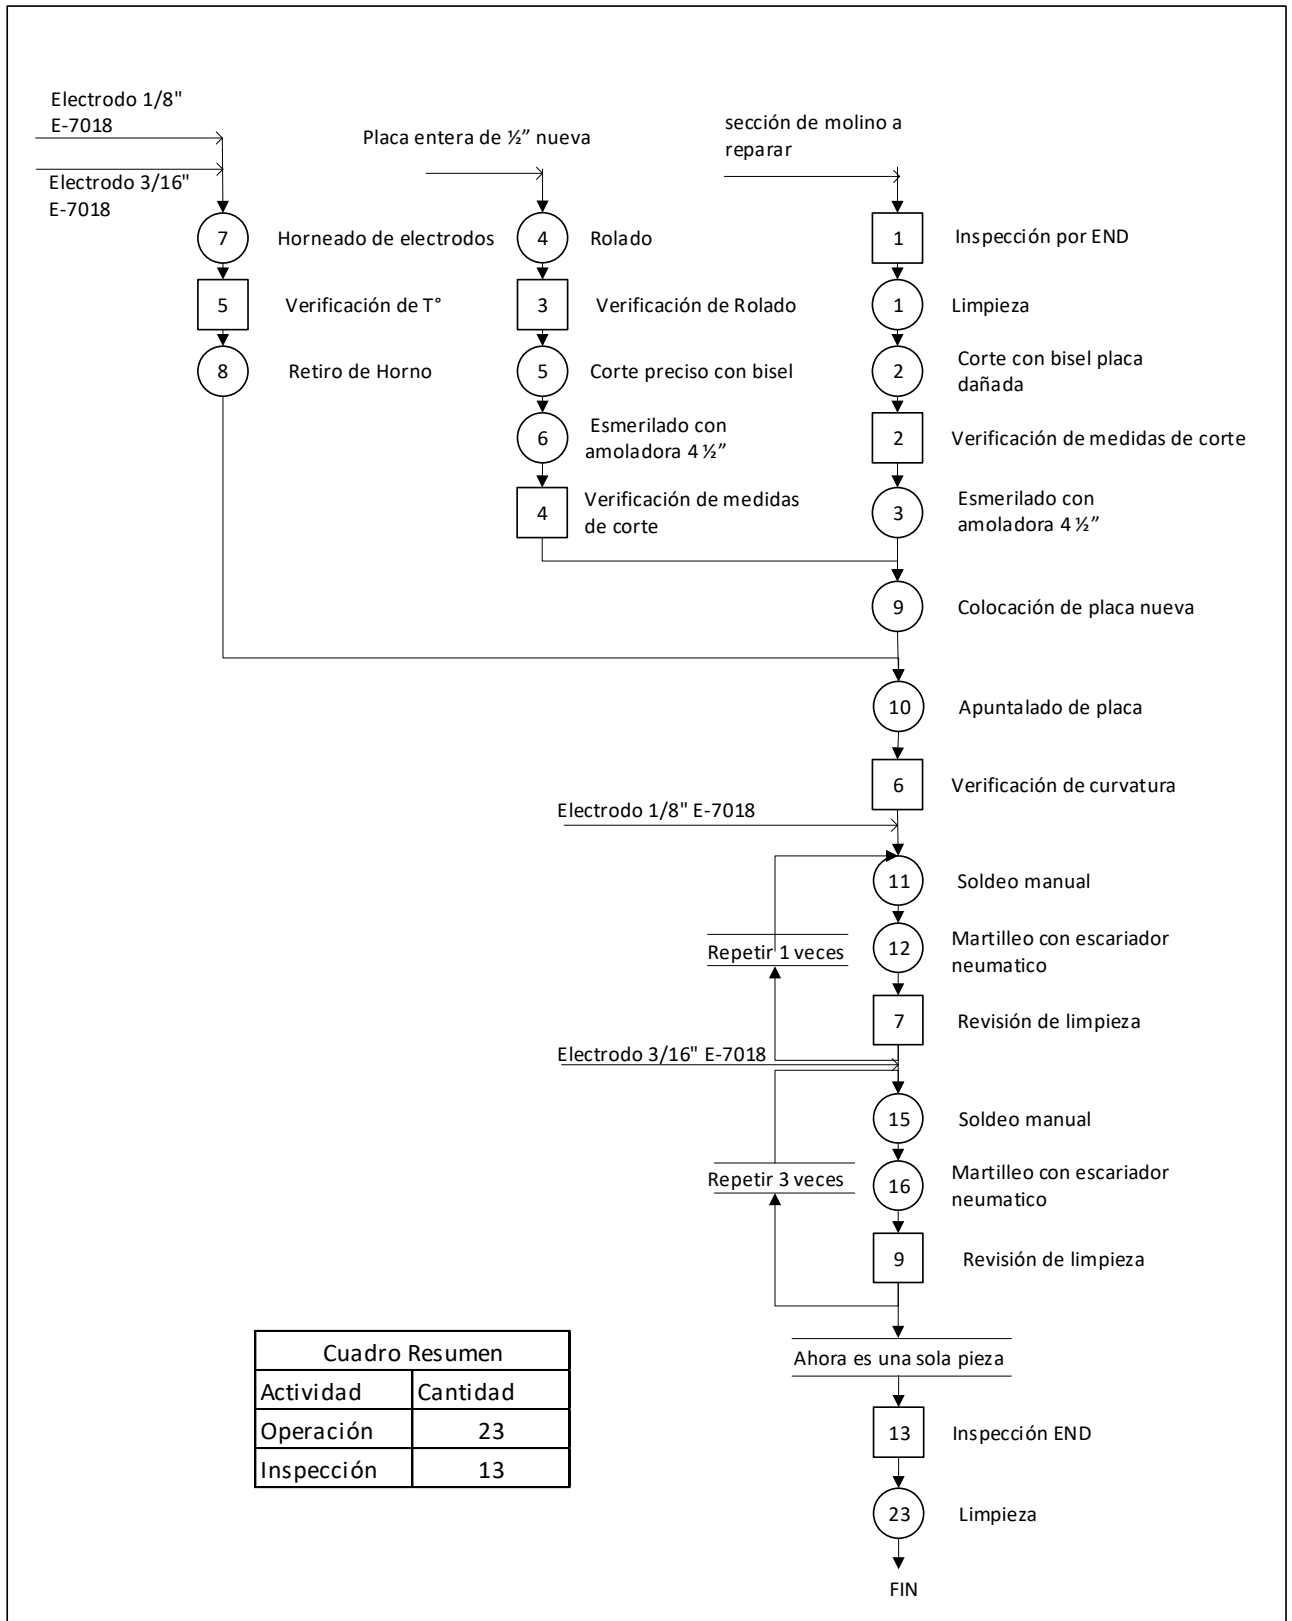 Electrodo 1/8"
E-7018
Electrodo 3/16"
E-7018
Placa entera de ½” nueva
sección de molino a
reparar
7
Horneado de electrodos
5
Verificación de T°
8
Retiro de Horno
4
Rolado
3
Verificación de Rolado
5
Corte preciso con bisel
6
Esmerilado con
amoladora 4 ½”
4
Verificación de medidas
de corte
1
Inspección por END
1
Limpieza
2
Corte con bisel placa
dañada
2
Verificación de medidas de corte
3
Esmerilado con
amoladora 4 ½”
9
Colocación de placa nueva
10
Apuntalado de placa
6
Verificación de curvatura
Electrodo 1/8" E-7018
11
Soldeo manual
12
Martilleo con escariador
neumatico
Repetir 1 veces
7
Revisión de limpieza
Electrodo 3/16" E-7018
15
Soldeo manual
16
Martilleo con escariador
neumatico
Repetir 3 veces
9
Revisión de limpieza
Ahora es una sola pieza
13
Inspección END
23
Limpieza
FIN
Cuadro Resumen
Actividad Cantidad
Operación 23
Inspección 13